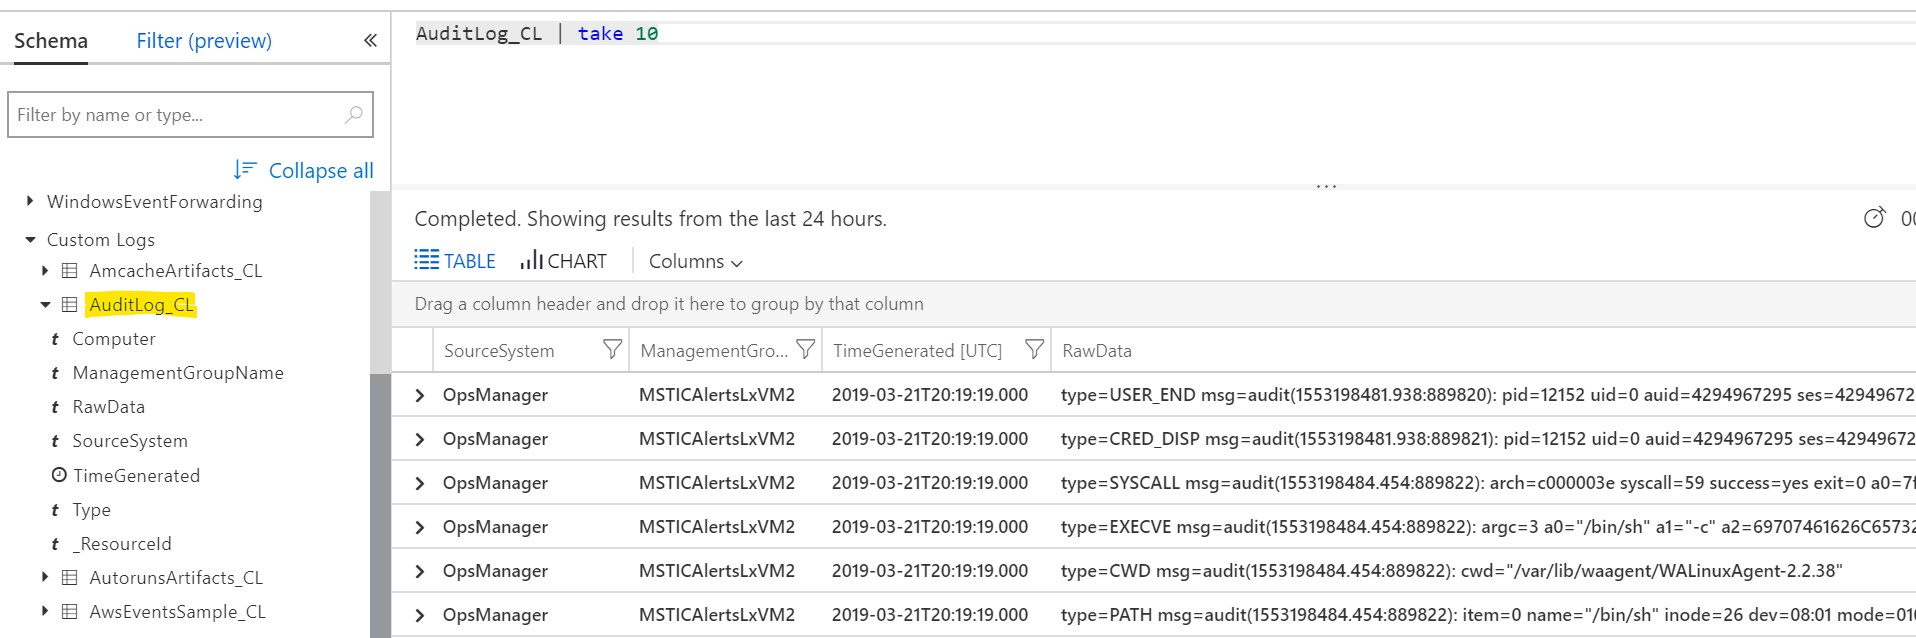 Schema Filter (preview) «
Filter by name or type...
Collapse all
WindowsEventForwarding
Custom Logs
AmcacheArtifacts_CL
AuditLog_CL
t Computer
t ManagementGroupName
t RawData
t SourceSystem
TimeGenerated
t Type
t _ResourceId
AutorunsArtifacts_CL
AwsEventsSample_CL
AuditLog_CL | take 10
...
Completed. Showing results from the last 24 hours. 00
TABLE CHART Columns
Drag a column header and drop it here to group by that column
SourceSystem ManagementGro... TimeGenerated [UTC] RawData
OpsManager MSTICAlertsLxVM2 2019-03-21T20:19:19.000 type=USER_END msg=audit(1553198481.938:889820): pid=12152 uid=0 auid=4294967295 ses=42949672
OpsManager MSTICAlertsLxVM2 2019-03-21T20:19:19.000 type=CRED_DISP msg=audit(1553198481.938:889821): pid=12152 uid=0 auid=4294967295 ses=42949672
OpsManager MSTICAlertsLxVM2 2019-03-21T20:19:19.000 type=SYSCALL msg=audit(1553198484.454:889822): arch=c000003e syscall=59 success=yes exit=0 a0=7f
OpsManager MSTICAlertsLxVM2 2019-03-21T20:19:19.000 type=EXECVE msg=audit(1553198484.454:889822): argc=3 a0="/bin/sh" a1="-c" a2=69707461626C65732
OpsManager MSTICAlertsLxVM2 2019-03-21T20:19:19.000 type=CWD msg=audit(1553198484.454:889822): cwd="/var/lib/waagent/WALinuxAgent-2.2.38"
OpsManager MSTICAlertsLxVM2 2019-03-21T20:19:19.000 type=PATH msg=audit(1553198484.454:889822): item=0 name="/bin/sh" inode=26 dev=08:01 mode=010